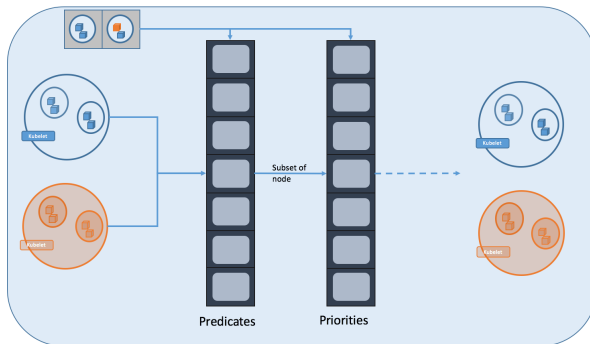 Kubelet
Kubelet
Subset of
node
Kubelet
Kubelet
Predicates
Priorities